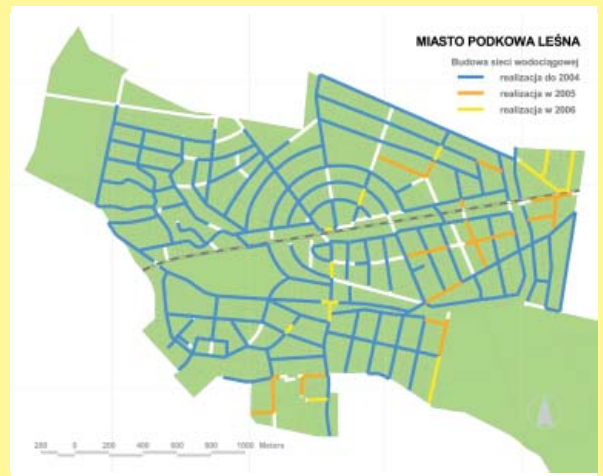 MIASTO PODKOWA LEŚNA
Budowa sieci wodociągowej
realizacja do 2004
realizacja w 2005
realizacja w 2006
200 0 200 400 600 800 1000 Meters